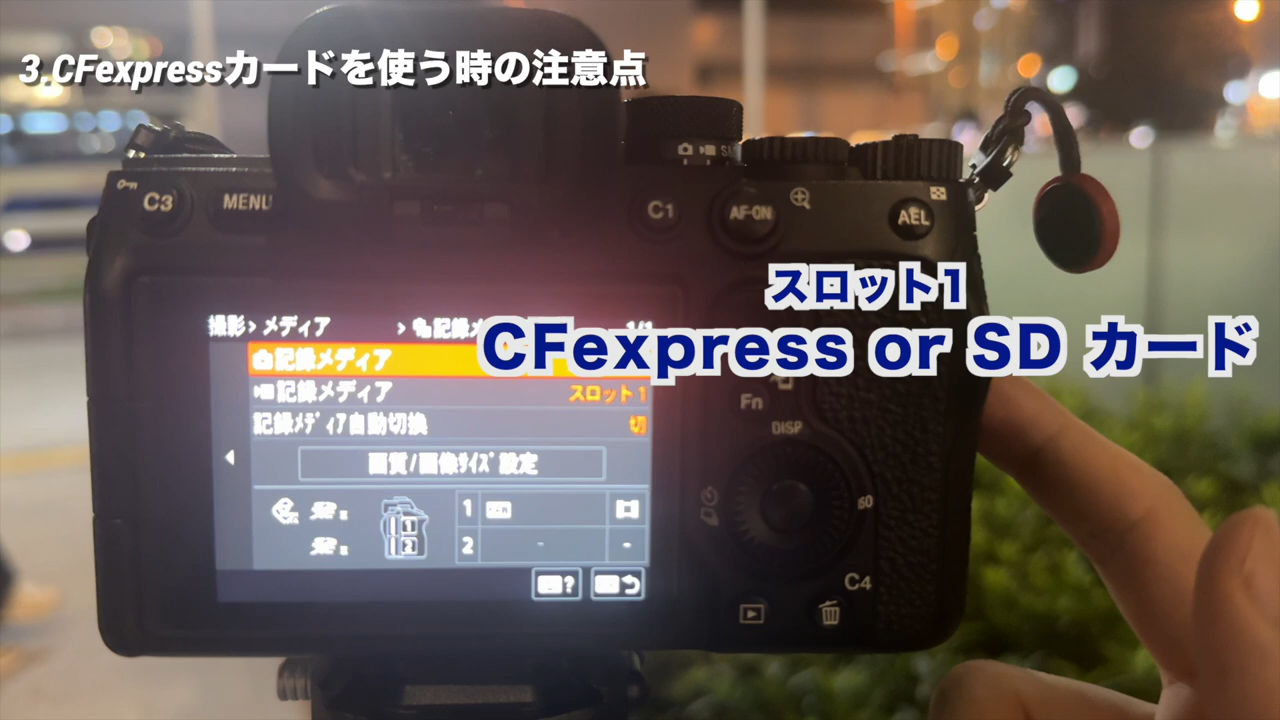 3.CFexpressカードを使う時の注意点
C3
MENU
C1
AF-ON
AEL
スロット1
CFexpress or SD カード
撮影> メディア
記録メディア
記録メディア
スロット1
記録ﾒﾃﾞｨｱ自動切換
切
画質/画像ｻｲｽﾞ設定
1
2
1
2
Fn
DISP
C4